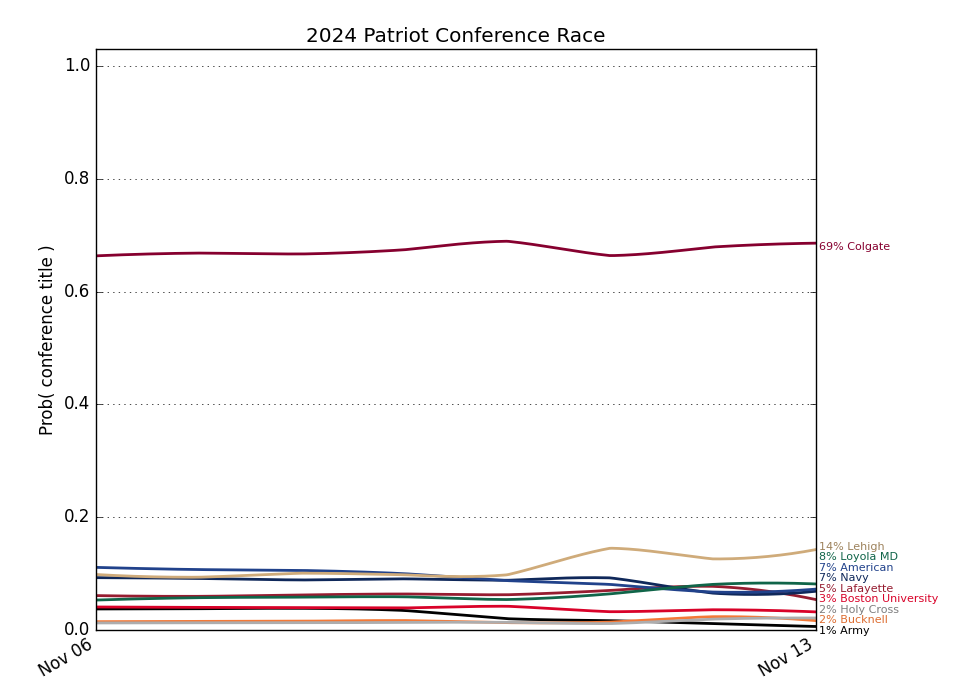 2024 Patriot Conference Race
Prob( conference title )
1.0
0.8
0.6
0.4
0.2
0.0
69% Colgate
14% Lehigh
8% Loyola MD
7% American
7% Navy
5% Lafayette
3% Boston University
2% Holy Cross
2% Bucknell
1% Army
Nov 06
Nov 13